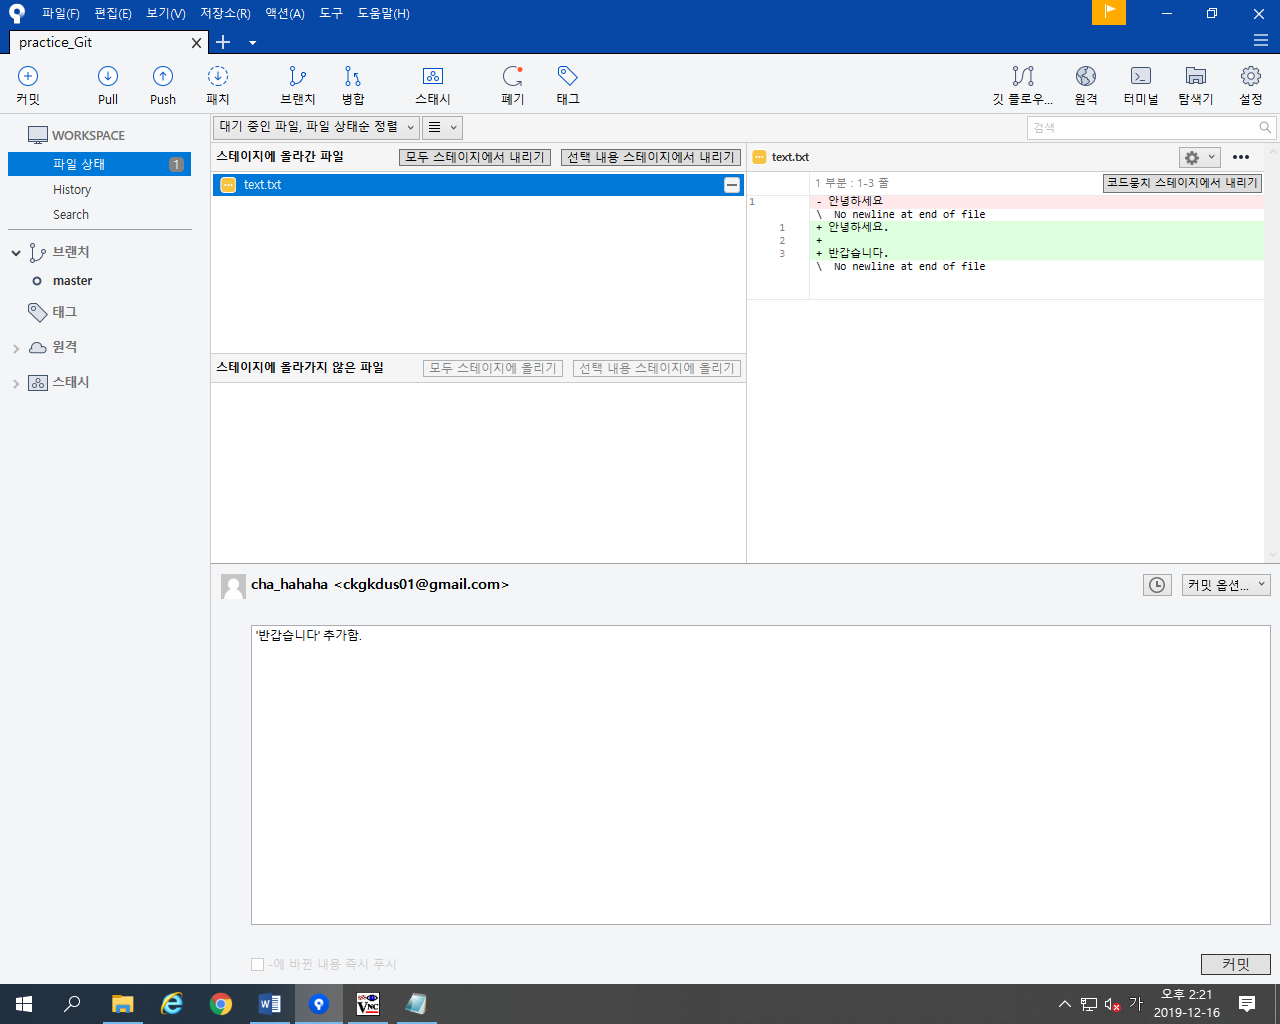 파일(F) 편집(E) 보기(V) 저장소(R) 액션(A) 도구 도움말(H)
practice_Git
커밋 Pull Push 패치 브랜치 병합 스태시 폐기 태그 깃 플로우... 원격 터미널 탐색기 설정
WORKSPACE
파일 상태 1
History
Search
브랜치
master
태그
원격
스태시
대기 중인 파일, 파일 상태순 정렬
검색
스테이지에 올라간 파일 모두 스테이지에서 내리기 선택 내용 스테이지에서 내리기
text.txt
스테이지에 올라가지 않은 파일 모두 스테이지에 올리기 선택 내용 스테이지에 올리기
text.txt
1 부분 : 1-3 줄 코드뭉치 스테이지에서 내리기
1 - 안녕하세요
\ No newline at end of file
1 + 안녕하세요.
2 +
3 + 반갑습니다.
\ No newline at end of file
cha_hahaha <ckgkdus01@gmail.com>
커밋 옵션...
'반갑습니다' 추가함.
-에 바뀐 내용 즉시 푸시
커밋
가
오후 2:21
2019-12-16